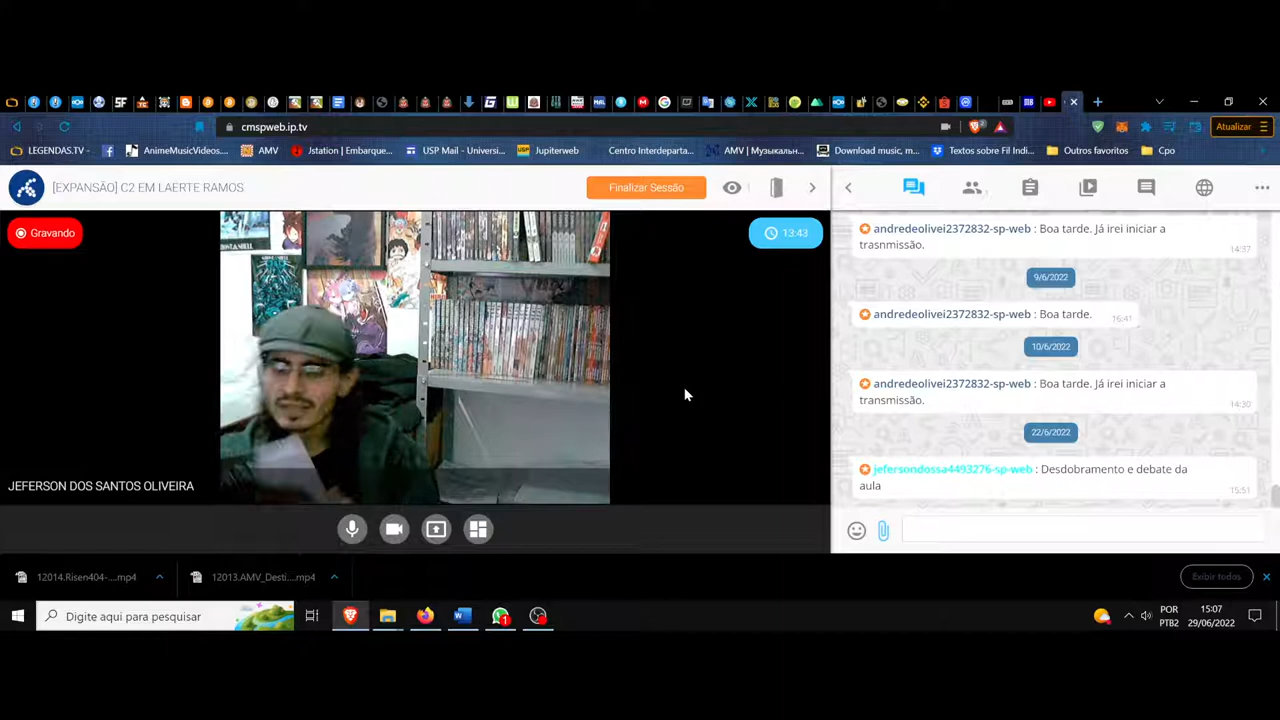 cmspweb.ip.tv
2
Atualizar
LEGENDAS.TV -
AnimeMusicVideos...
AMV
Jstation | Embarque...
USP Mail - Universi...
Jupiterweb
Centro Interdeparta...
AMV | Музыкальн...
Download music, m...
Textos sobre Fil Indi...
Outros favoritos
Cpo
[EXPANSÃO] C2 EM LAERTE RAMOS
Finalizar Sessão
1
1
Gravando
13:43
JEFERSON DOS SANTOS OLIVEIRA
andredeolivei2372832-sp-web : Boa tarde. Já irei iniciar a
trasnmissão.
14:37
9/6/2022
andredeolivei2372832-sp-web : Boa tarde.
16:41
10/6/2022
andredeolivei2372832-sp-web : Boa tarde. Já irei iniciar a
transmissão.
14:30
22/6/2022
jefersondossa4493276-sp-web : Desdobramento e debate da
aula
15:51
12014.Risen404-....mp4
12013.AMV_Desti....mp4
Exibir todos
Digite aqui para pesquisar
1
POR
PTB2
15:07
29/06/2022